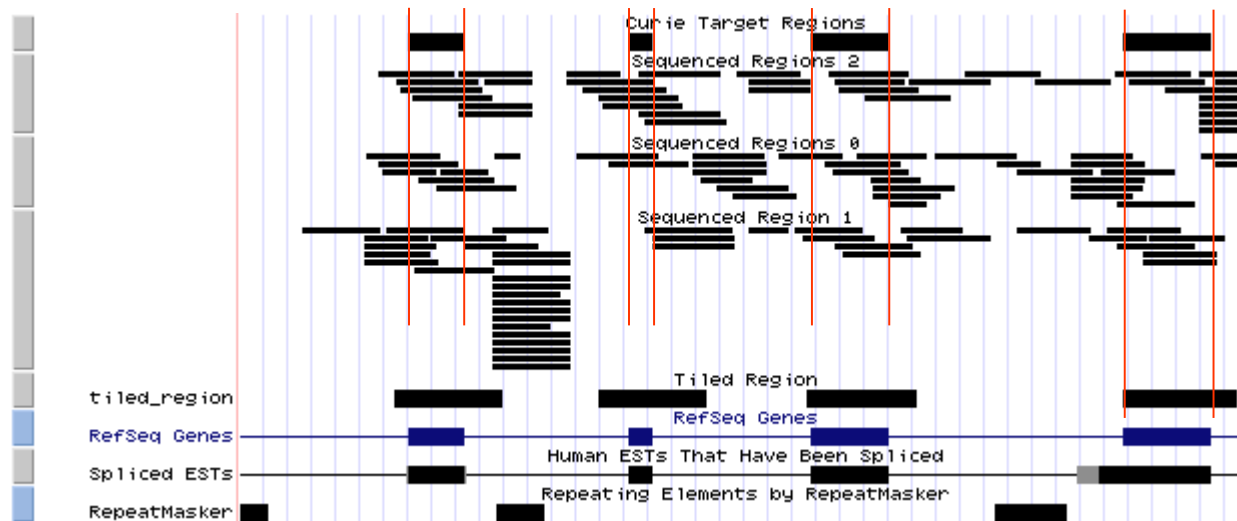 Curie Target Regions
Sequenced Regions 2
Sequenced Regions 0
Sequenced Region 1
Tiled Region
tiled_region
RefSeq Genes
RefSeq Genes
Human ESTs That Have Been Spliced
Spliced ESTs
Repeating Elements by RepeatMasker
RepeatMasker